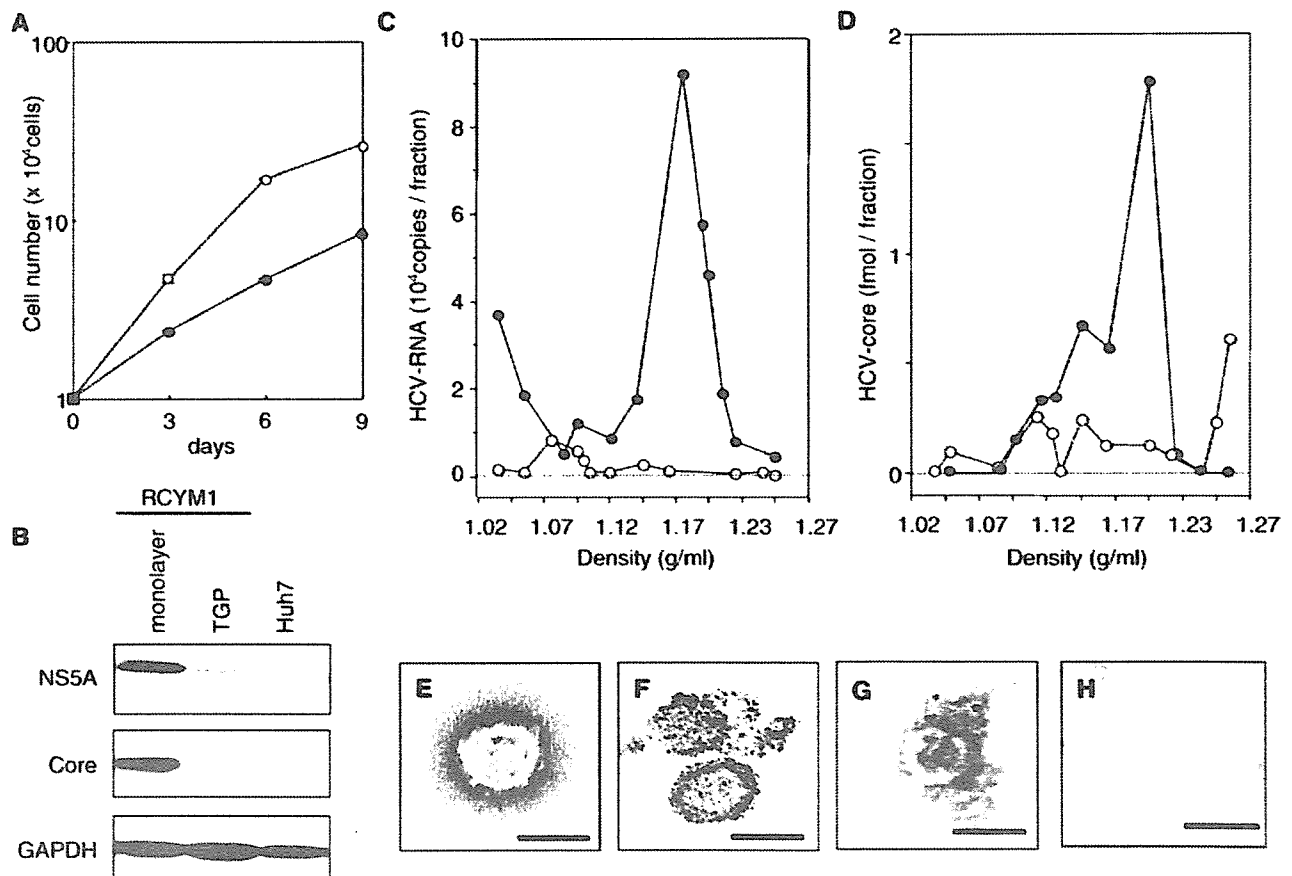 A
100
10
1
Cell number (x 10⁴cells)
0 3 6 9
days
B
RCYM1
monolayer
TGP
Huh7
NS5A
Core
GAPDH
C
10
8
6
4
2
0
HCV-RNA (10⁴copies / fraction)
1.02 1.07 1.12 1.17 1.23 1.27
Density (g/ml)
D
2
1
0
HCV-core (fmol / fraction)
1.02 1.07 1.12 1.17 1.23 1.27
Density (g/ml)
E
F
G
H